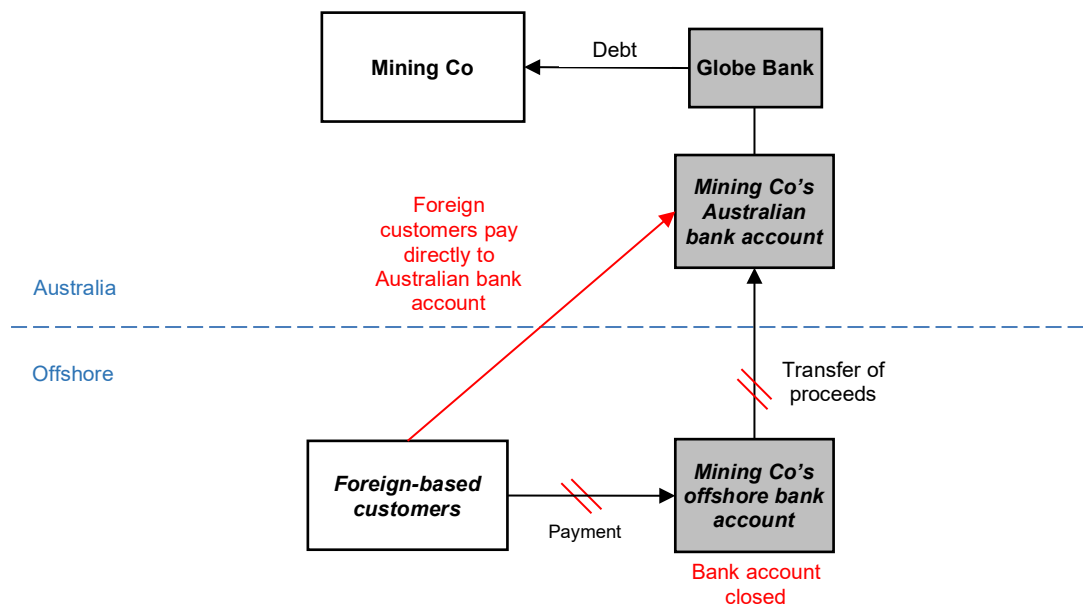 Mining Co
Debt
Globe Bank
Mining Co's
Australian
bank account
Foreign
customers pay
directly to
Australian bank
account
Australia
Offshore
Transfer of
proceeds
Foreign-based
customers
Payment
Mining Co's
offshore bank
account
Bank account
closed